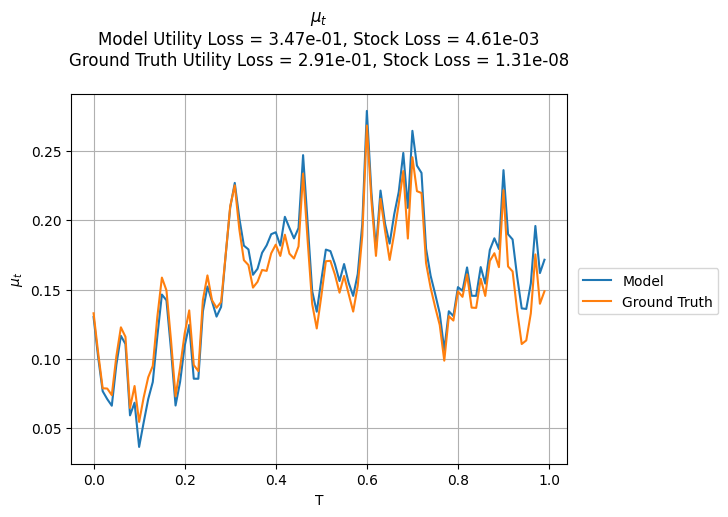 μₜ
Model Utility Loss = 3.47e-01, Stock Loss = 4.61e-03
Ground Truth Utility Loss = 2.91e-01, Stock Loss = 1.31e-08
0.25
0.20
0.15
0.10
0.05
μₜ
0.0
0.2
0.4
0.6
0.8
1.0
T
Model
Ground Truth